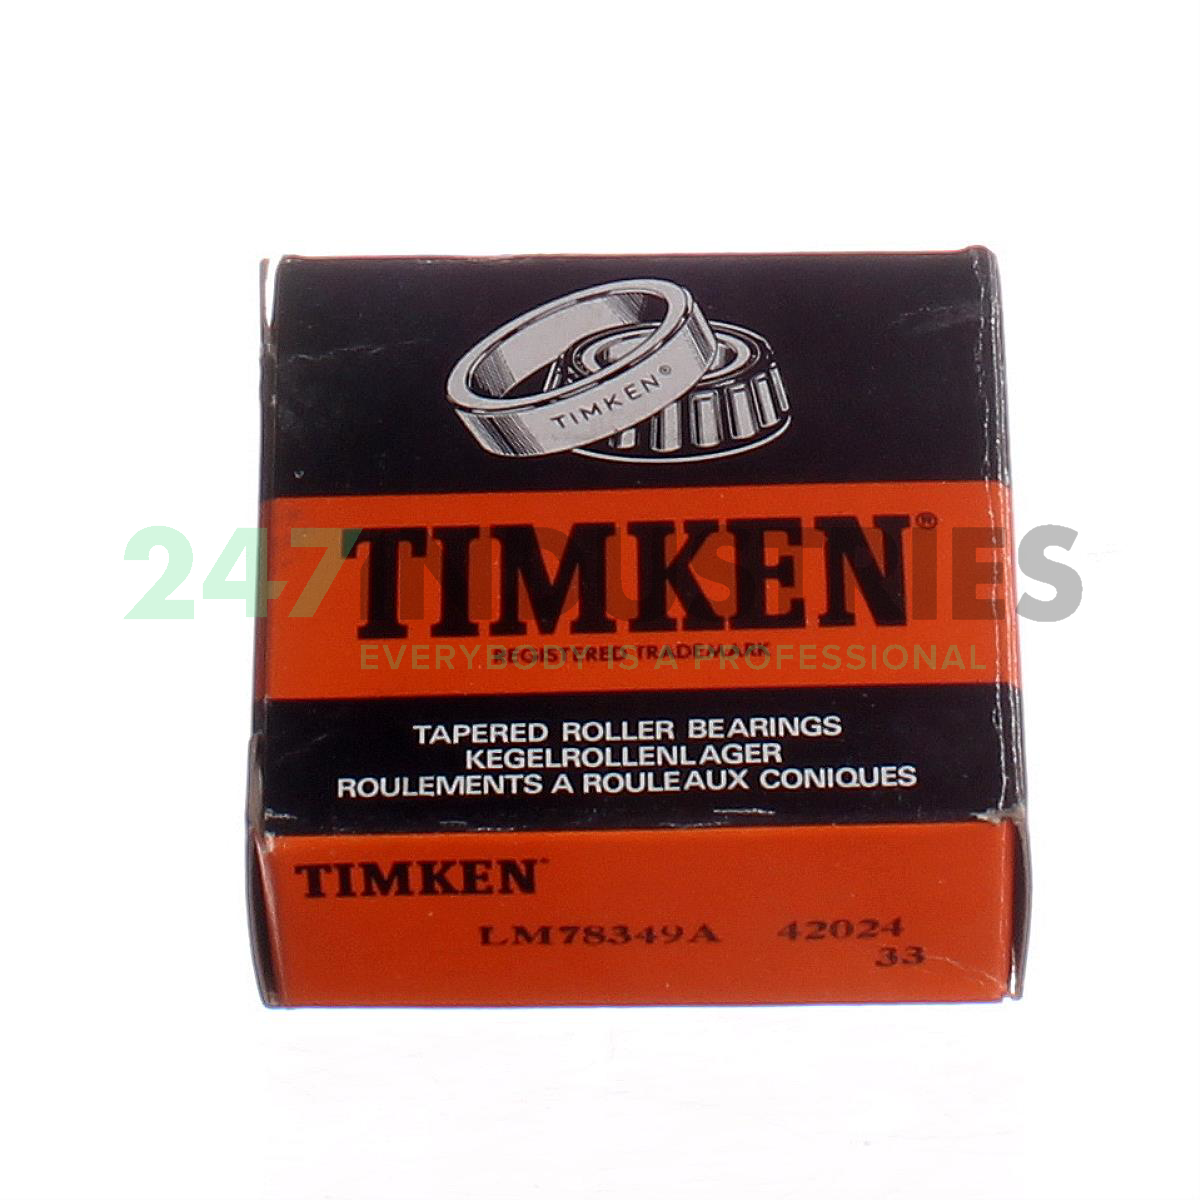 TIMKEN®
TIMKEN®
247 INDUSTRIES
REGISTERED TRADEMARK
EVERYBODY IS A PROFESSIONAL
TAPERED ROLLER BEARINGS
KEGELROLLENLAGER
ROULEMENTS A ROULEAUX CONIQUES
TIMKEN
LM78349A 42024
33